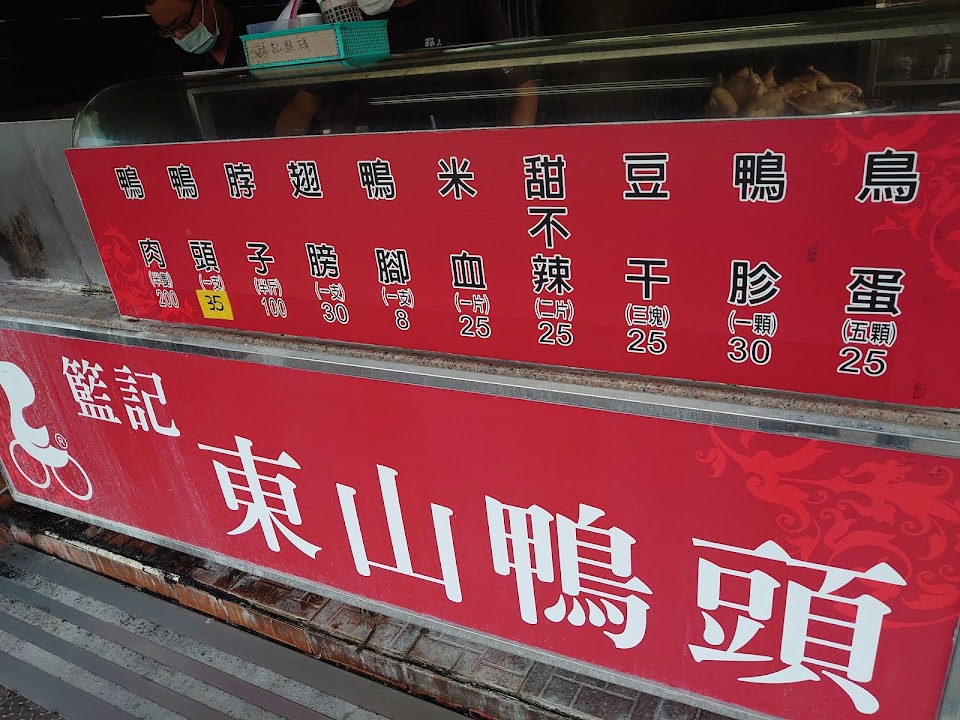 鴨肉(半隻)200
鴨頭(一支)35
脖子(半斤)100
翅膀(一支)30
鴨腳(一支)8
米血(一片)25
甜不辣(二片)25
豆干(三塊)25
鴨胗(一顆)30
鳥蛋(五顆)25
籃記
®
東山鴨頭